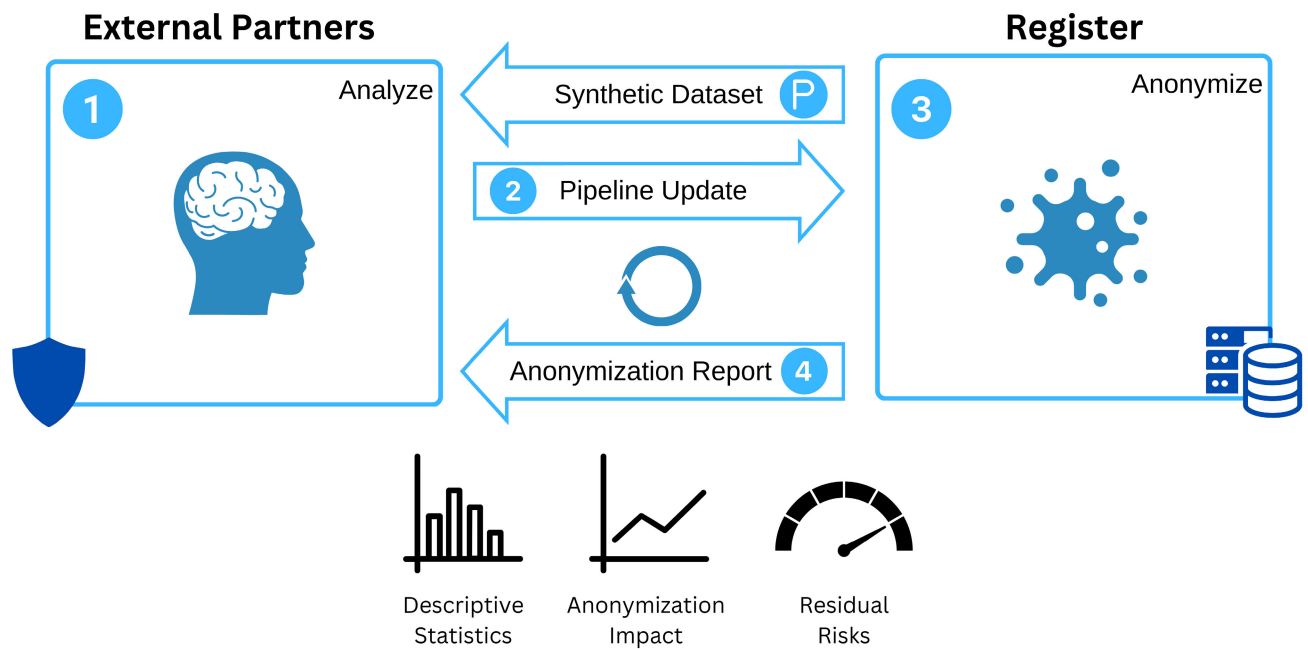 External Partners
Register
1
Analyze
Synthetic Dataset P
2 Pipeline Update
3
Anonymize
Anonymization Report 4
Descriptive
Statistics
Anonymization
Impact
Residual
Risks